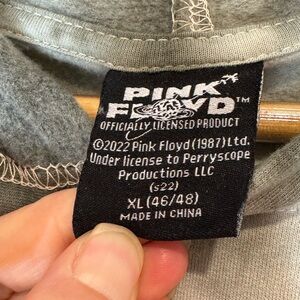 PINK
FLOYD™
OFFICIALLY LICENSED PRODUCT
©2022 Pink Floyd (1987) Ltd.
Under license to Perryscope
Productions LLC
(s22)
XL (46/48)
MADE IN CHINA